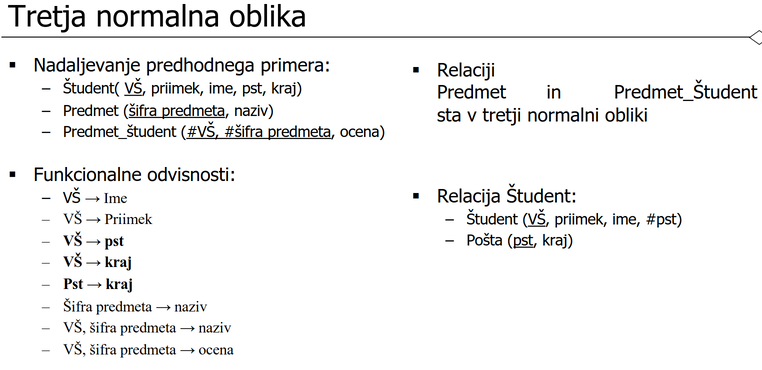 Tretja normalna oblika
▪ Nadaljevanje predhodnega primera:
– Študent( VŠ, priimek, ime, pst, kraj)
– Predmet (šifra predmeta, naziv)
– Predmet_študent (#VŠ, #šifra predmeta, ocena)
▪ Funkcionalne odvisnosti:
– VŠ → Ime
– VŠ → Priimek
– VŠ → pst
– VŠ → kraj
– Pst → kraj
– Šifra predmeta → naziv
– VŠ, šifra predmeta → naziv
– VŠ, šifra predmeta → ocena
▪ Relaciji
Predmet in Predmet_Študent
sta v tretji normalni obliki
▪ Relacija Študent:
– Študent (VŠ, priimek, ime, #pst)
– Pošta (pst, kraj)